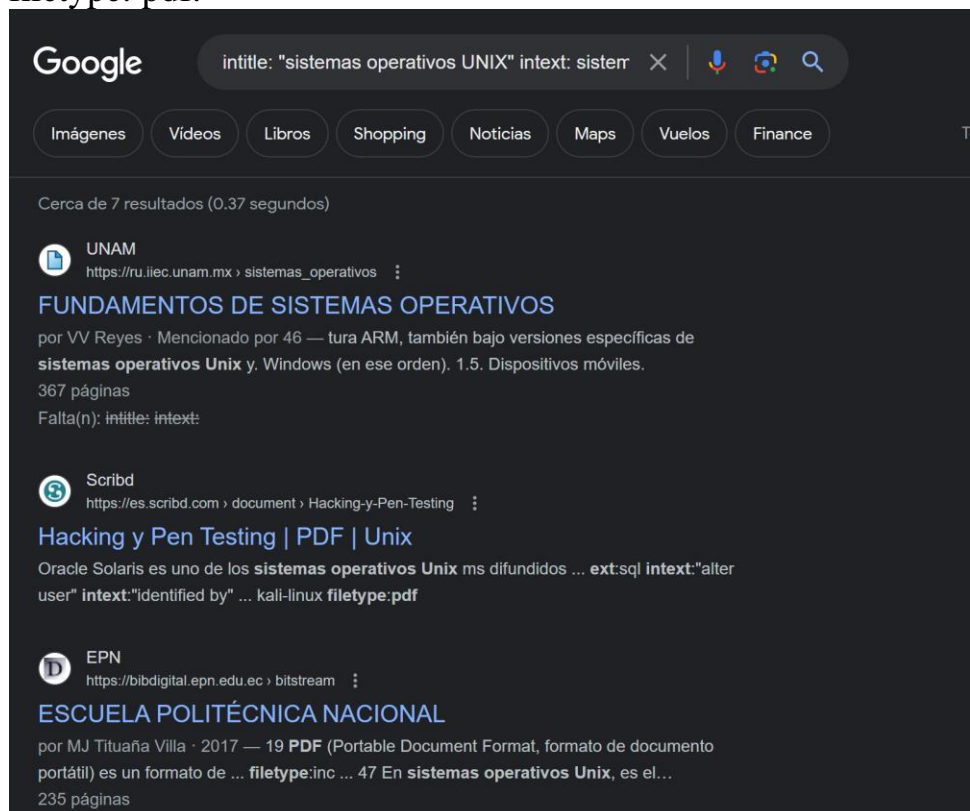 filetype: pdf.
Google
intitle: "sistemas operativos UNIX" intext: sistem
Imágenes Vídeos Libros Shopping Noticias Maps Vuelos Finance
Cerca de 7 resultados (0.37 segundos)
UNAM
https://ru.iiec.unam.mx › sistemas_operativos
FUNDAMENTOS DE SISTEMAS OPERATIVOS
por VV Reyes · Mencionado por 46 — tura ARM, también bajo versiones específicas de
sistemas operativos Unix y. Windows (en ese orden). 1.5. Dispositivos móviles.
367 páginas
Falta(n): intitle: intext:
Scribd
https://es.scribd.com › document › Hacking-y-Pen-Testing
Hacking y Pen Testing | PDF | Unix
Oracle Solaris es uno de los sistemas operativos Unix ms difundidos ... ext:sql intext:"alter
user" intext:"identified by" ... kali-linux filetype:pdf
EPN
https://bibdigital.epn.edu.ec › bitstream
ESCUELA POLITÉCNICA NACIONAL
por MJ Tituaña Villa · 2017 — 19 PDF (Portable Document Format, formato de documento
portátil) es un formato de ... filetype:inc ... 47 En sistemas operativos Unix, es el...
235 páginas